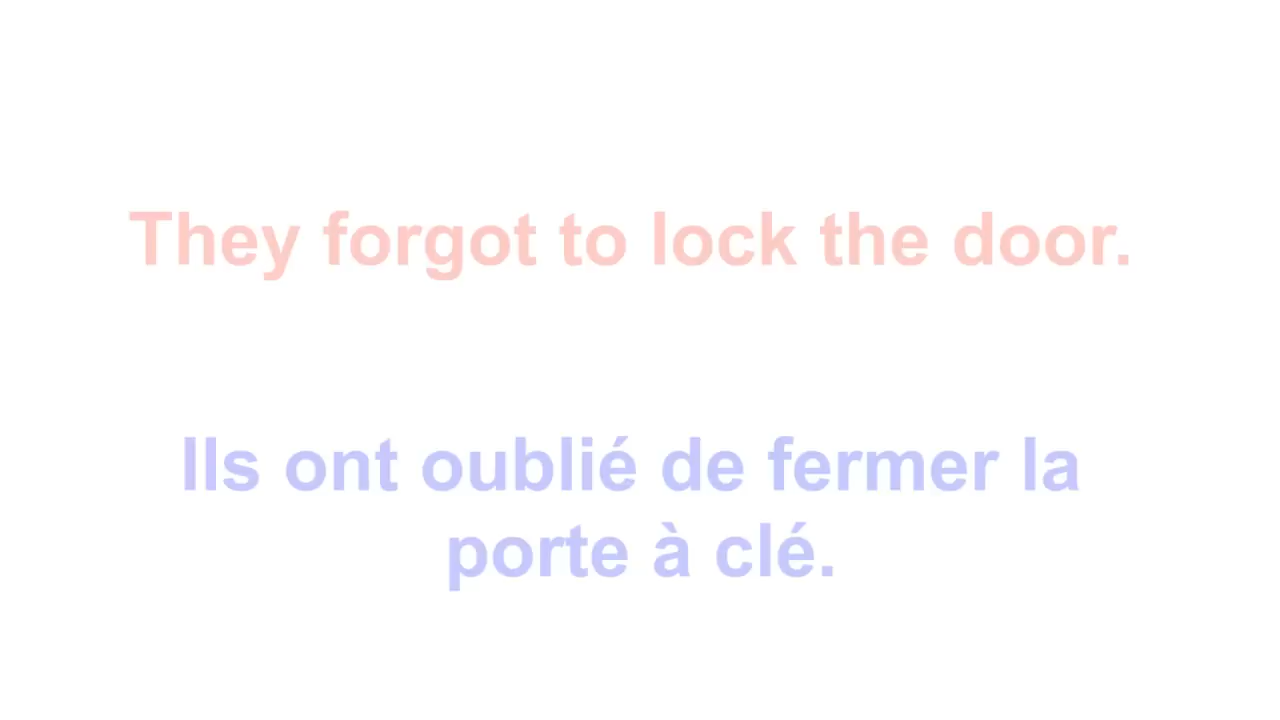 They forgot to lock the door.
Ils ont oublié de fermer la
porte à clé.